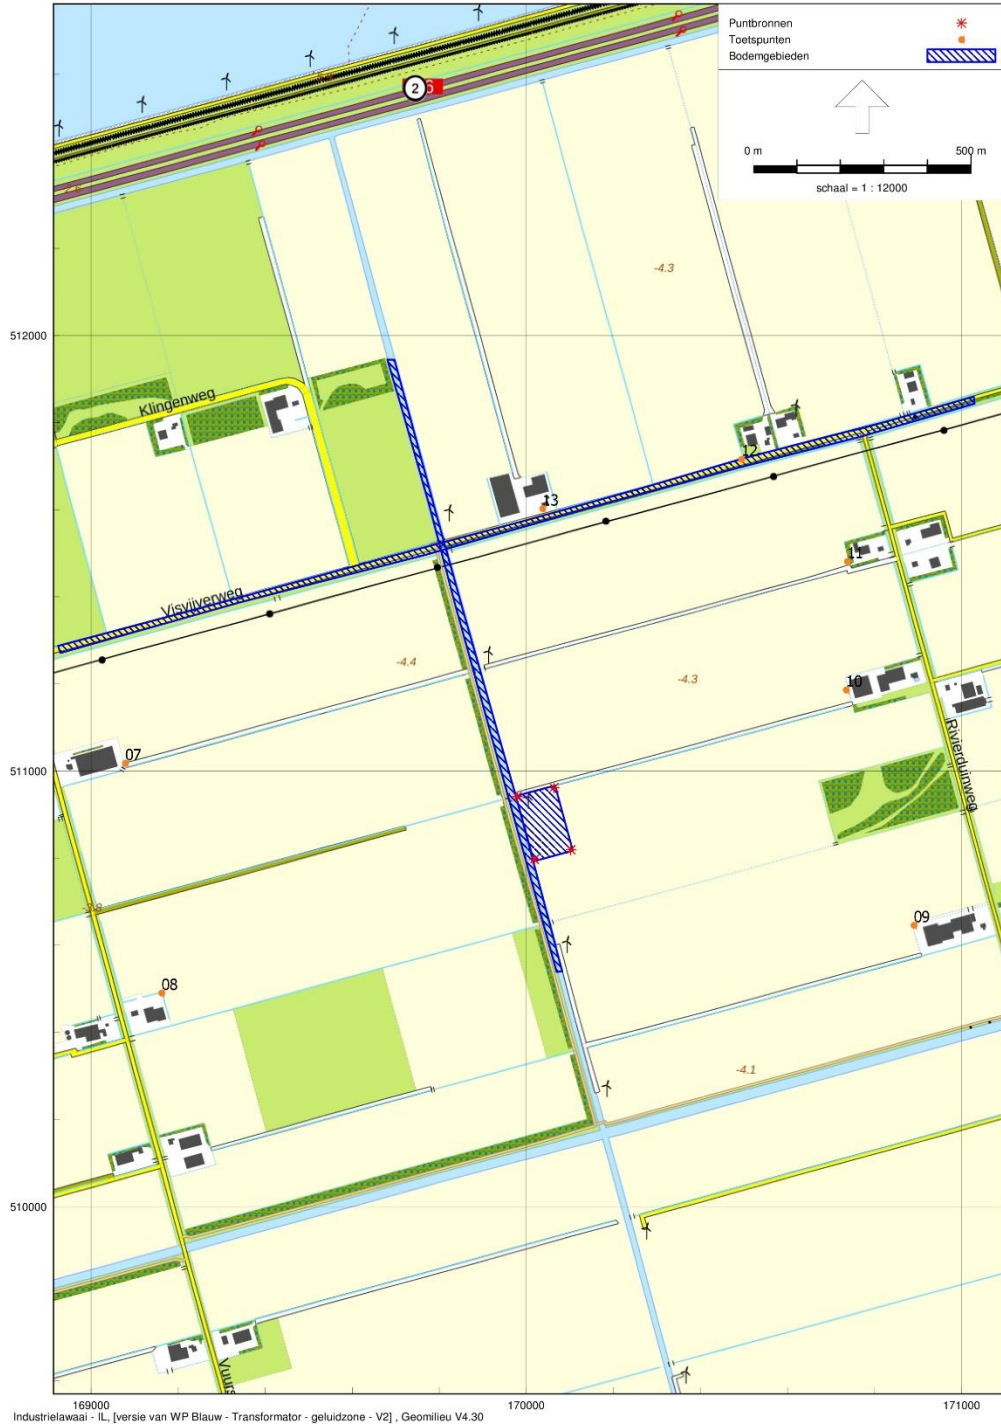 Puntbronnen
Toetspunten
Bodemgebieden
0 m 500 m
schaal = 1 : 12000
2
6
-4.3
512000
Klingenweg
12
13
11
Visvijverweg
-4.4
-4.3
10
07
511000
Rivierduinweg
09
08
-4.1
510000
169000 170000 171000
Industrielawaai - IL, [versie van WP Blauw - Transformator - geluidzone - V2] , Geomilieu V4.30